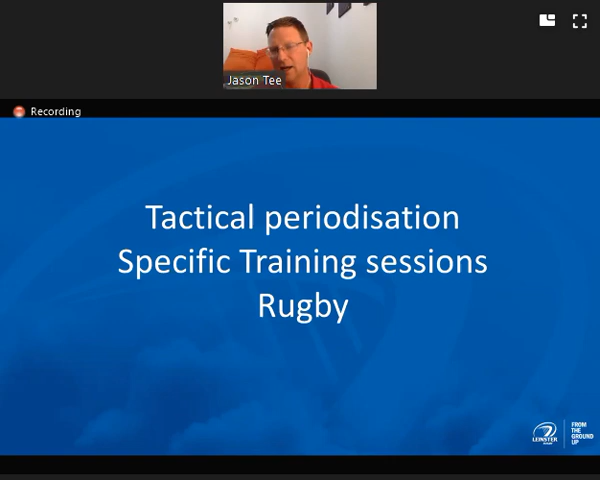 Jason Tee
Recording
Tactical periodisation
Specific Training sessions
Rugby
LEINSTER
FROM
THE
GROUND
UP